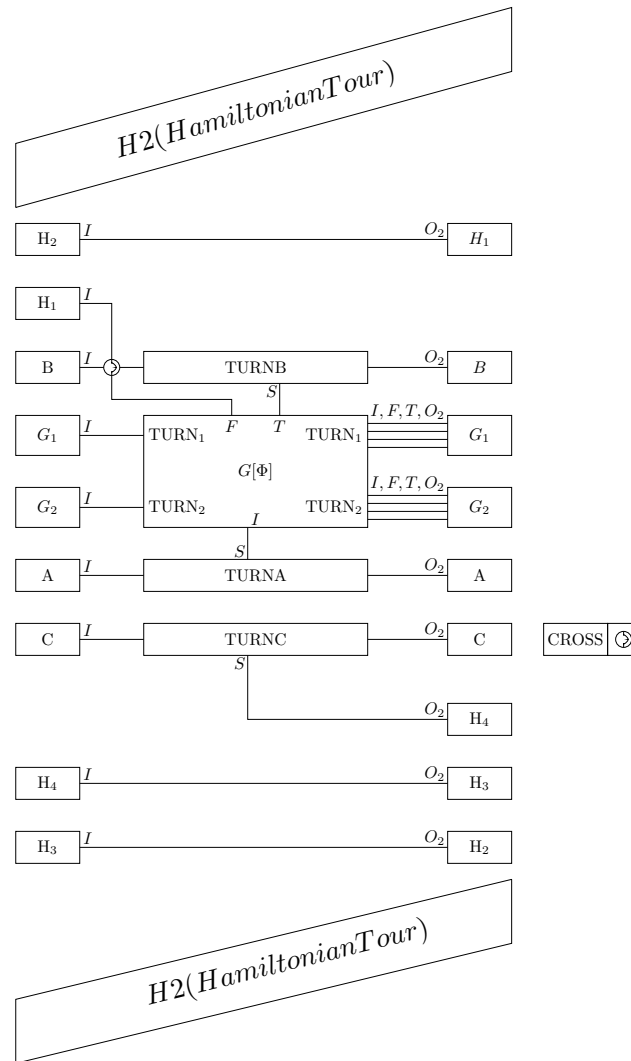 H2(HamiltonianTour)
H₂ I O₂ H₁
H₁ I
B I TURNB O₂ B
S
I, F, T, O₂
G₁ I TURN₁ F T TURN₁ G₁
G[Φ]
I, F, T, O₂
G₂ I TURN₂ I TURN₂ G₂
S
A I TURNA O₂ A
C I TURNC O₂ C CROSS
S
O₂ H₄
H₄ I O₂ H₃
H₃ I O₂ H₂
H2(HamiltonianTour)